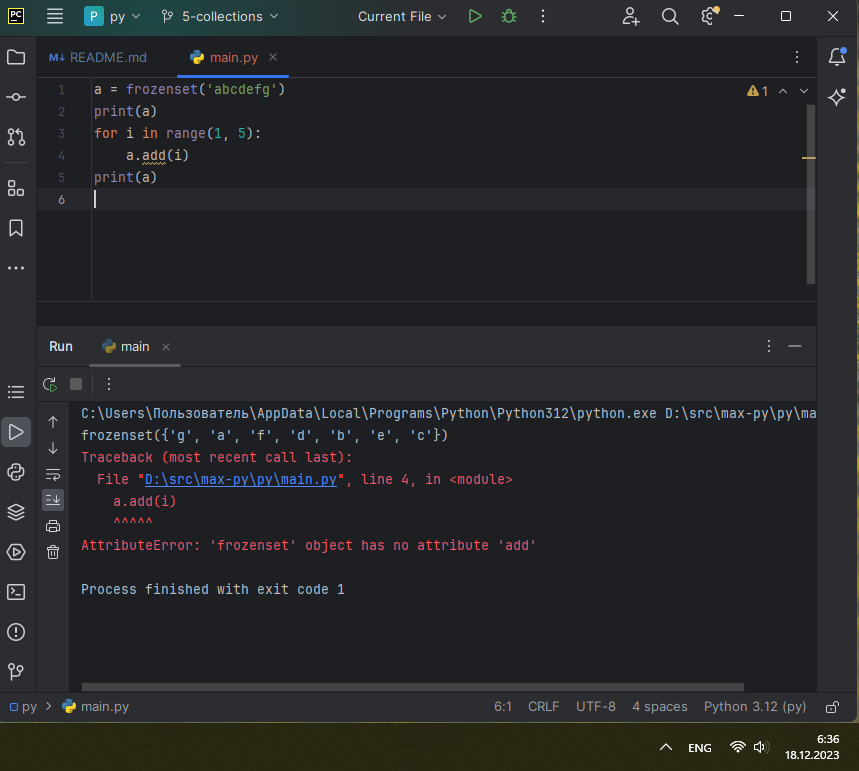 PC P py 5-collections Current File
M↓ README.md main.py
1 a = frozenset('abcdefg') 1
2 print(a)
3 for i in range(1, 5):
4     a.add(i)
5 print(a)
6
Run main
C:\Users\Пользователь\AppData\Local\Programs\Python\Python312\python.exe D:\src\max-py\py\ma
frozenset({'g', 'a', 'f', 'd', 'b', 'e', 'c'})
Traceback (most recent call last):
  File "D:\src\max-py\py\main.py", line 4, in <module>
    a.add(i)
    ^^^^^
AttributeError: 'frozenset' object has no attribute 'add'
Process finished with exit code 1
py main.py 6:1 CRLF UTF-8 4 spaces Python 3.12 (py)
ENG 6:36
18.12.2023